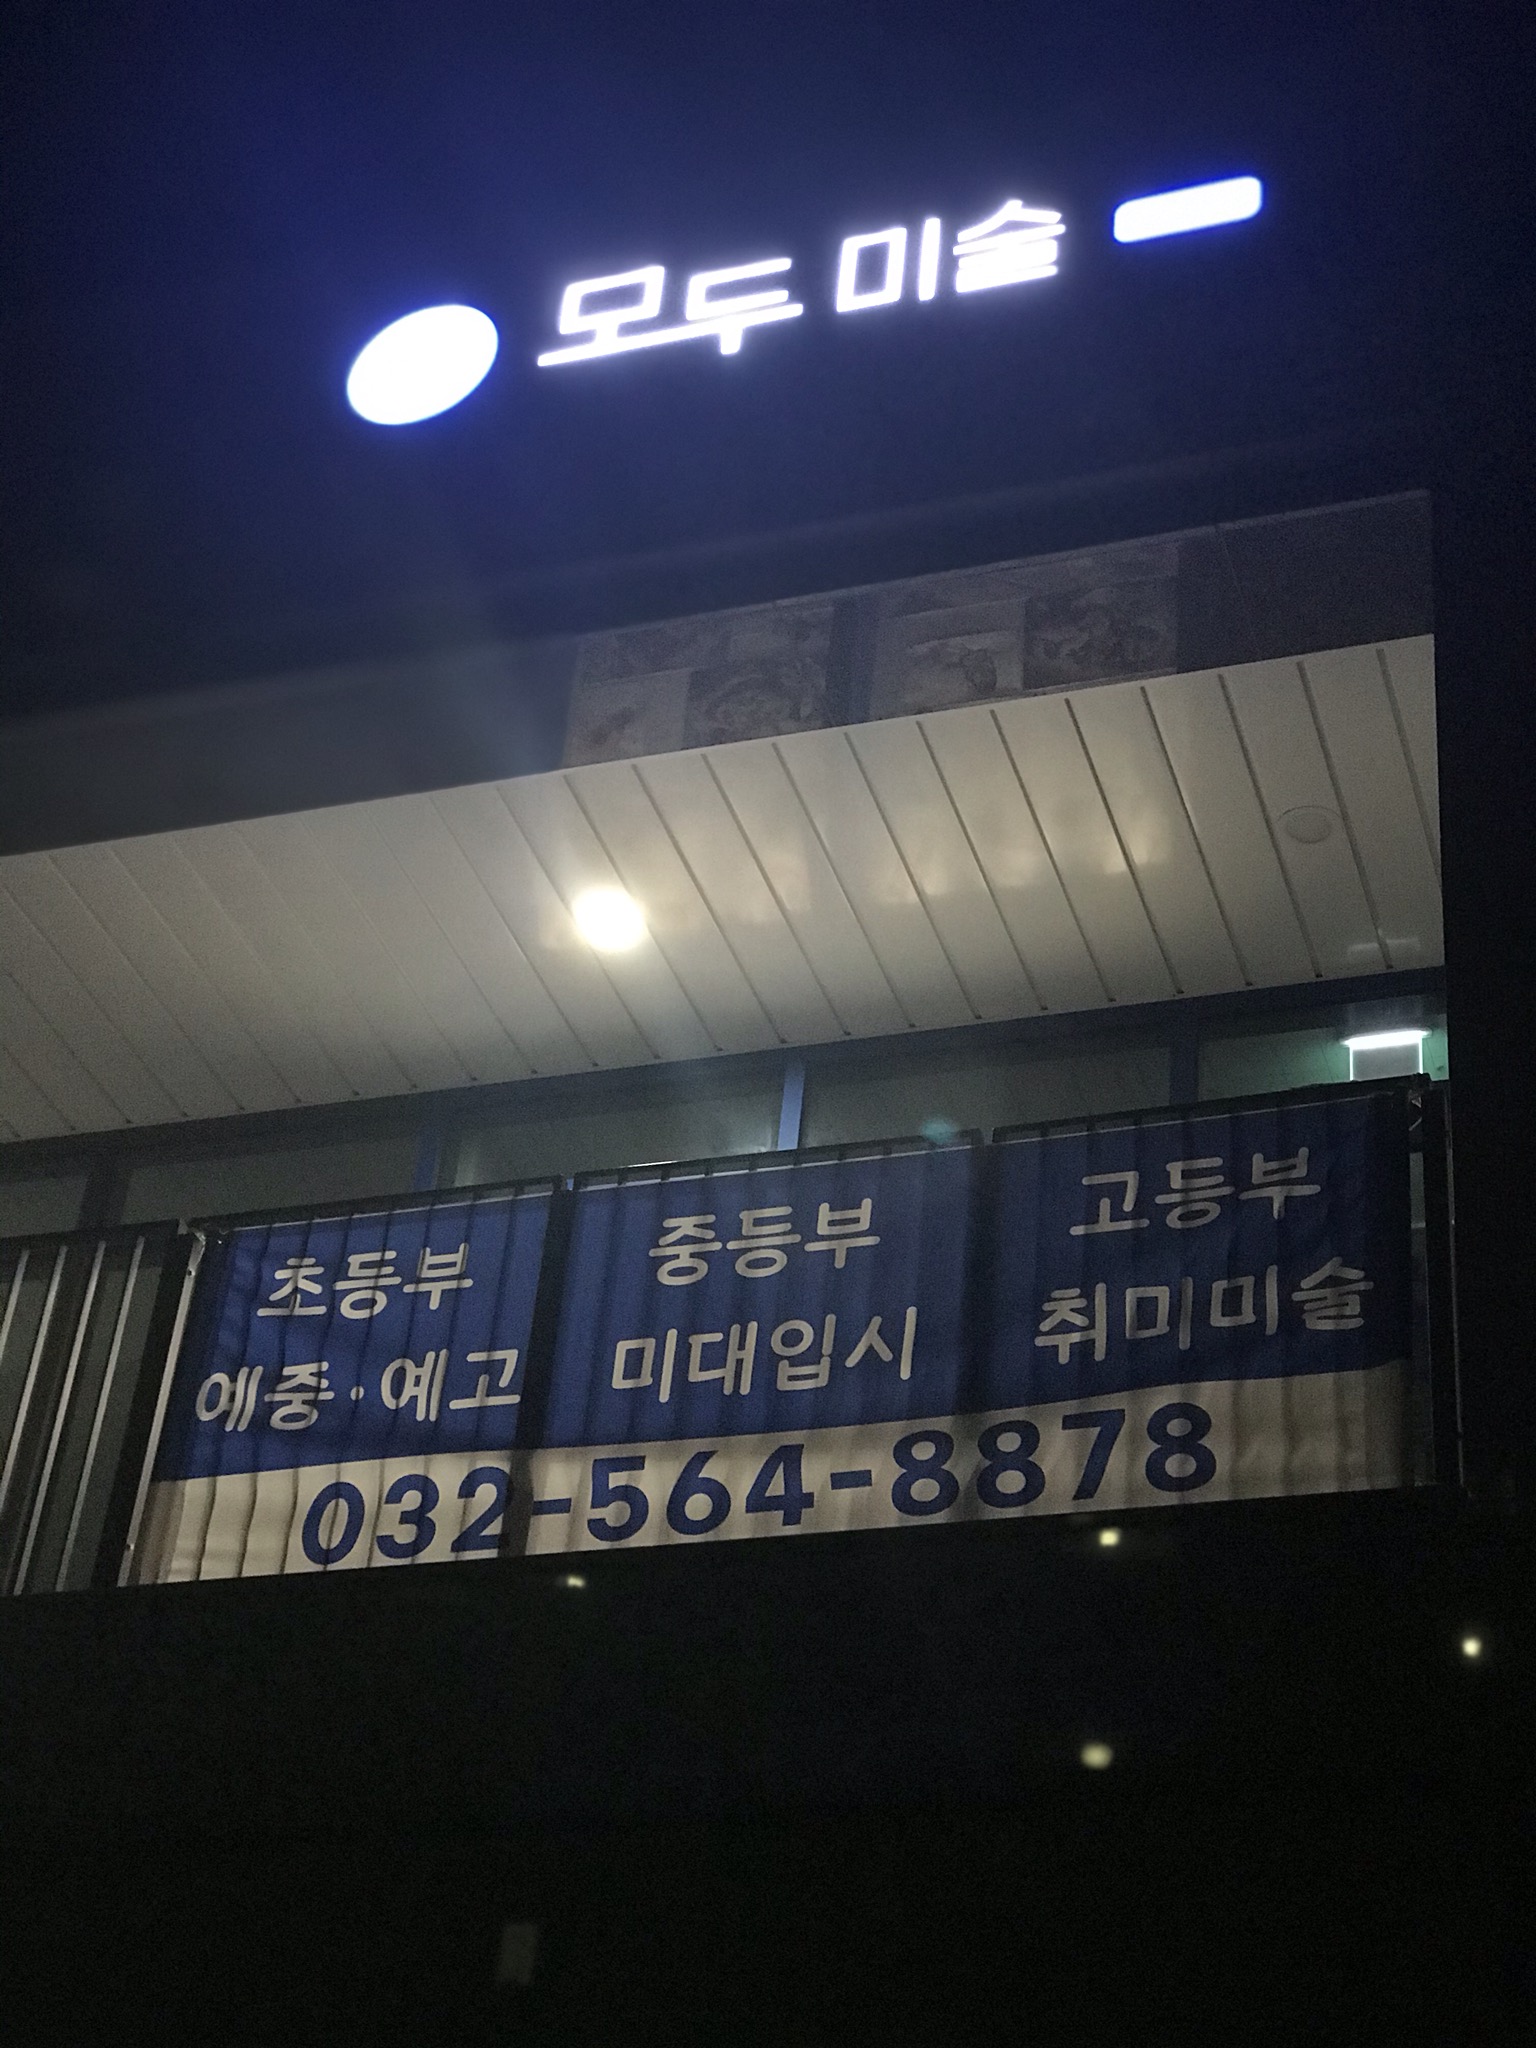 모두 미술
초등부 중등부 고등부
예중·예고 미대입시 취미미술
032-564-8878